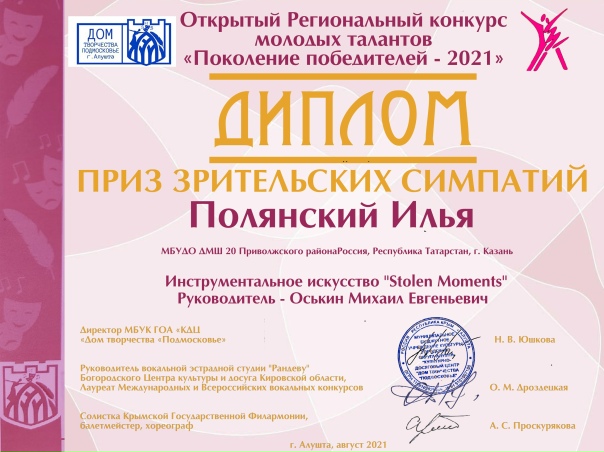 Открытый Региональный конкурс
молодых талантов
«Поколение победителей - 2021»
ДОМ
ТВОРЧЕСТВА
ПОДМОСКОВЬЕ
г. Алушта
ДИПЛОМ
ПРИЗ ЗРИТЕЛЬСКИХ СИМПАТИЙ
Полянский Илья
МБУДО ДМШ 20 Приволжского районаРоссия, Республика Татарстан, г. Казань
Инструментальное искусство "Stolen Moments"
Руководитель - Оськин Михаил Евгеньевич
Директор МБУК ГОА «КДЦ
«Дом творчества «Подмосковье»
Н. В. Юшкова
Руководитель вокальной эстрадной студии "Рандеву"
Богородского Центра культуры и досуга Кировской области,
Лауреат Международных и Всероссийских вокальных конкурсов
О. М. Дроздецкая
Солистка Крымской Государственной Филармонии,
балетмейстер, хореограф
А. С. Проскурякова
г. Алушта, август 2021